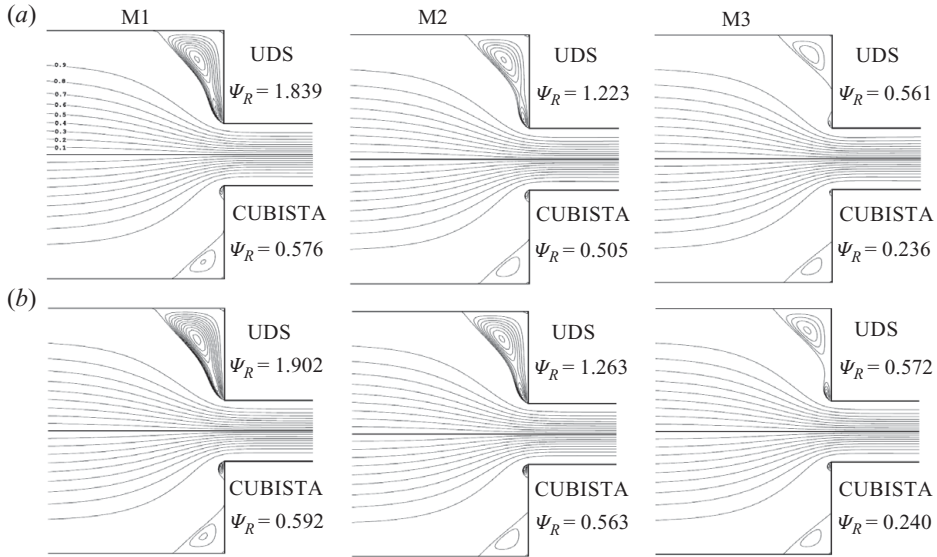 (a) M1 M2 M3
UDS UDS UDS
Ψ_R = 1.839 Ψ_R = 1.223 Ψ_R = 0.561
0.9
0.8
0.7
0.6
0.5
0.4
0.3
0.2
0.1
CUBISTA CUBISTA CUBISTA
Ψ_R = 0.576 Ψ_R = 0.505 Ψ_R = 0.236
(b)
UDS UDS UDS
Ψ_R = 1.902 Ψ_R = 1.263 Ψ_R = 0.572
CUBISTA CUBISTA CUBISTA
Ψ_R = 0.592 Ψ_R = 0.563 Ψ_R = 0.240